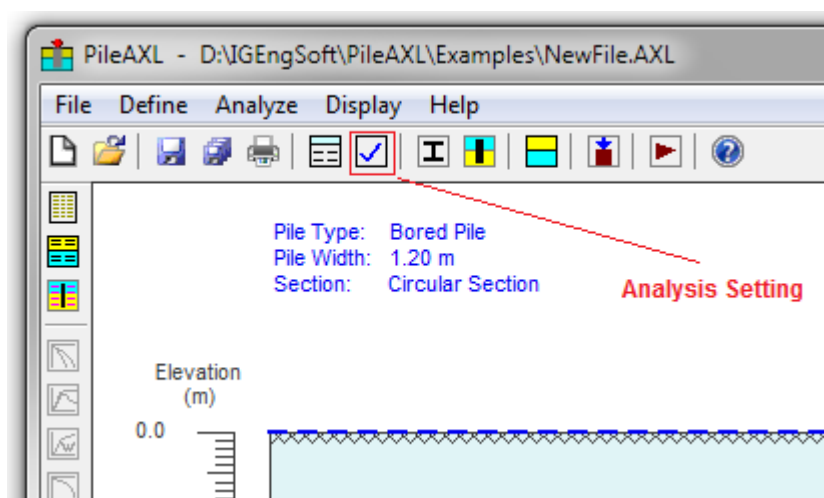 PileAXL - D:\IGEngSoft\PileAXL\Examples\NewFile.AXL
File Define Analyze Display Help
Pile Type: Bored Pile
Pile Width: 1.20 m
Section: Circular Section
Analysis Setting
Elevation
(m)
0.0